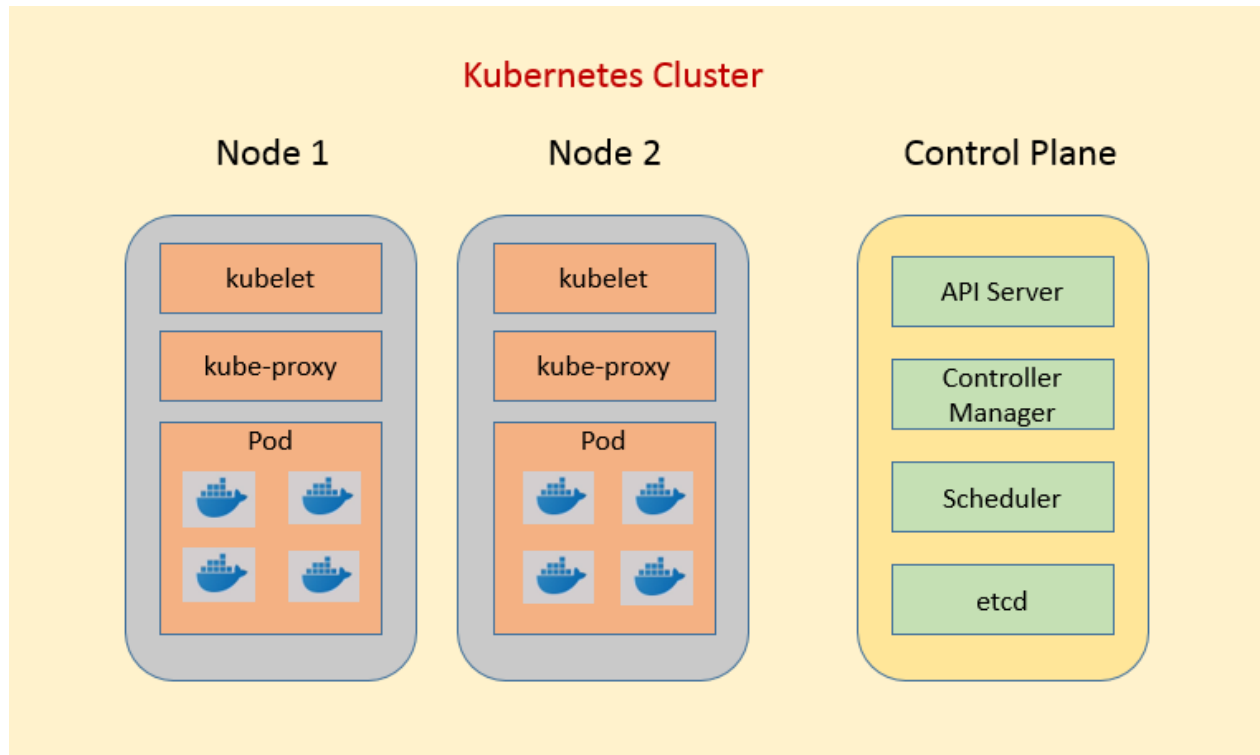 Kubernetes Cluster
Node 1
kubelet
kube-proxy
Pod
Node 2
kubelet
kube-proxy
Pod
Control Plane
API Server
Controller
Manager
Scheduler
etcd